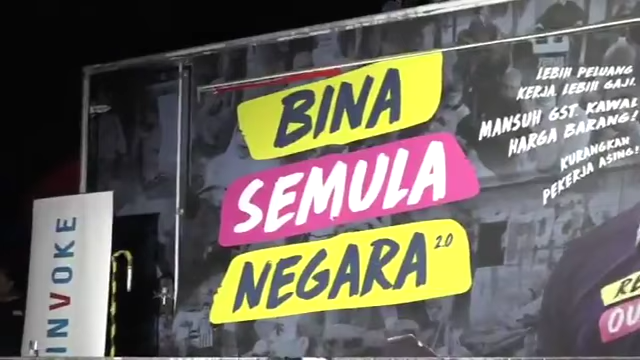 BINA
SEMULA
NEGARA 2.0
LEBIH PELUANG
KERJA, LEBIH GAJI.
MANSUH GST. KAWAL
HARGA BARANG!
KURANGKAN
PEKERJA ASING!
INVOKE
OU